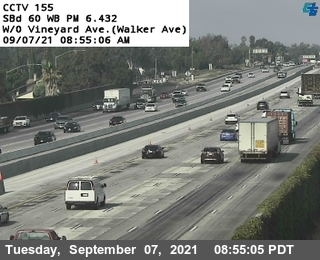 CCTV 155
SBd 60 WB PM 6.432
W/O Vineyard Ave.(Walker Ave)
09/07/21 08:55:06 AM
Tuesday, September 07, 2021 08:55:05 PDT